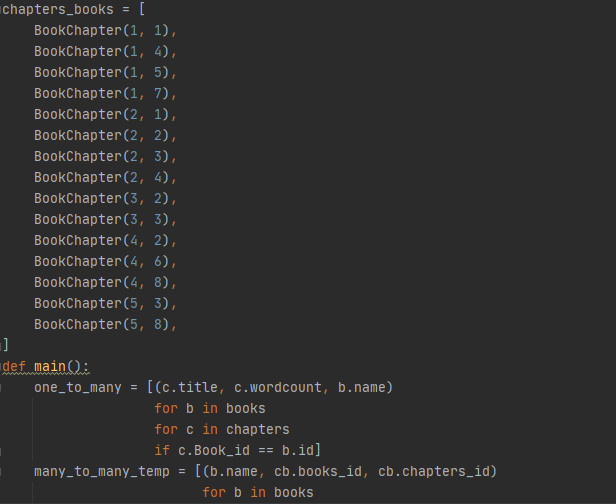 chapters_books = [
    BookChapter(1, 1),
    BookChapter(1, 4),
    BookChapter(1, 5),
    BookChapter(1, 7),
    BookChapter(2, 1),
    BookChapter(2, 2),
    BookChapter(2, 3),
    BookChapter(2, 4),
    BookChapter(3, 2),
    BookChapter(3, 3),
    BookChapter(4, 2),
    BookChapter(4, 6),
    BookChapter(4, 8),
    BookChapter(5, 3),
    BookChapter(5, 8),
]
def main():
    one_to_many = [(c.title, c.wordcount, b.name)
                   for b in books
                   for c in chapters
                   if c.Book_id == b.id]
    many_to_many_temp = [(b.name, cb.books_id, cb.chapters_id)
                         for b in books